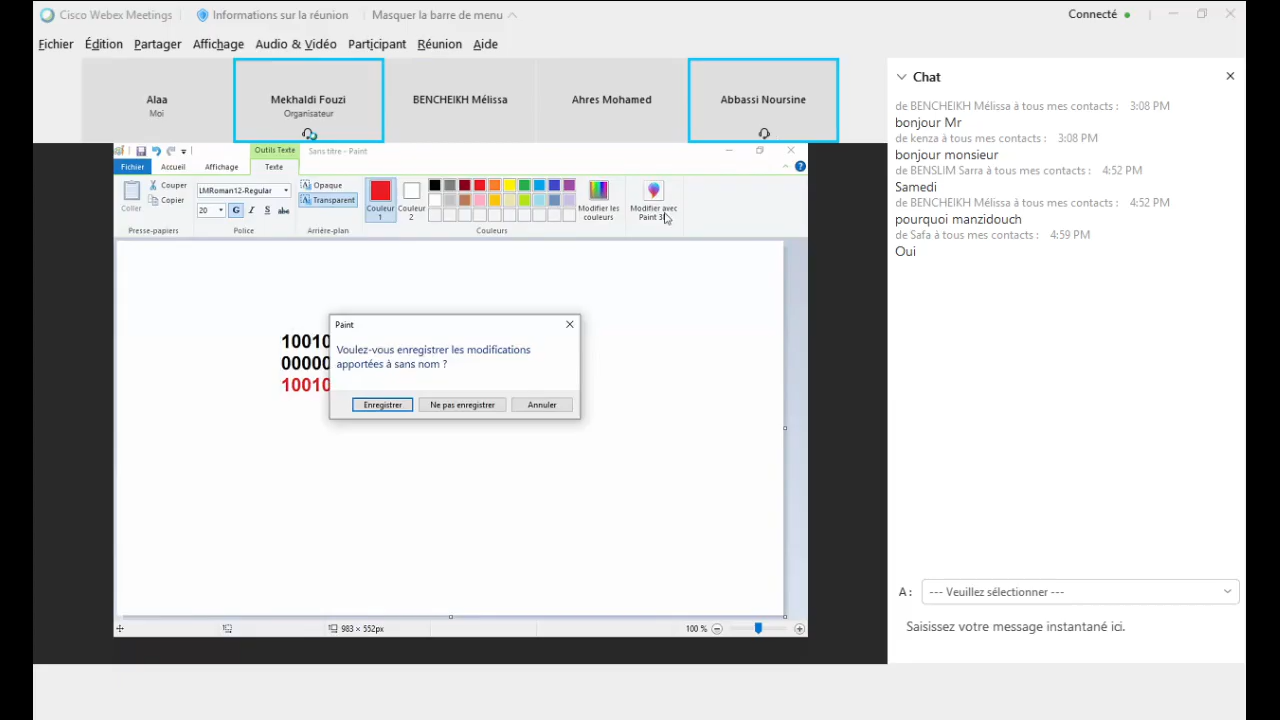 Cisco Webex Meetings
Informations sur la réunion
Masquer la barre de menu
Connecté
Fichier Édition Partager Affichage Audio & Vidéo Participant Réunion Aide
Alaa
Moi
Mekhaldi Fouzi
Organisateur
BENCHEIKH Mélissa
Ahres Mohamed
Abbassi Noursine
Outils Texte
Sans titre - Paint
Fichier Accueil Affichage Texte
Coller
Couper
Copier
Presse-papiers
LMRoman12-Regular
20
G I S abc
Police
Opaque
Transparent
Arrière-plan
Couleur 1
Couleur 2
Modifier les couleurs
Couleurs
Modifier avec Paint 3D
10010
00000
10010
Paint
Voulez-vous enregistrer les modifications
apportées à sans nom ?
Enregistrer
Ne pas enregistrer
Annuler
983 × 552px
100 %
Chat
de BENCHEIKH Mélissa à tous mes contacts : 3:08 PM
bonjour Mr
de kenza à tous mes contacts : 3:08 PM
bonjour monsieur
de BENSLIM Sarra à tous mes contacts : 4:52 PM
Samedi
de BENCHEIKH Mélissa à tous mes contacts : 4:52 PM
pourquoi manzidouch
de Safa à tous mes contacts : 4:59 PM
Oui
A :
--- Veuillez sélectionner ---
Saisissez votre message instantané ici.